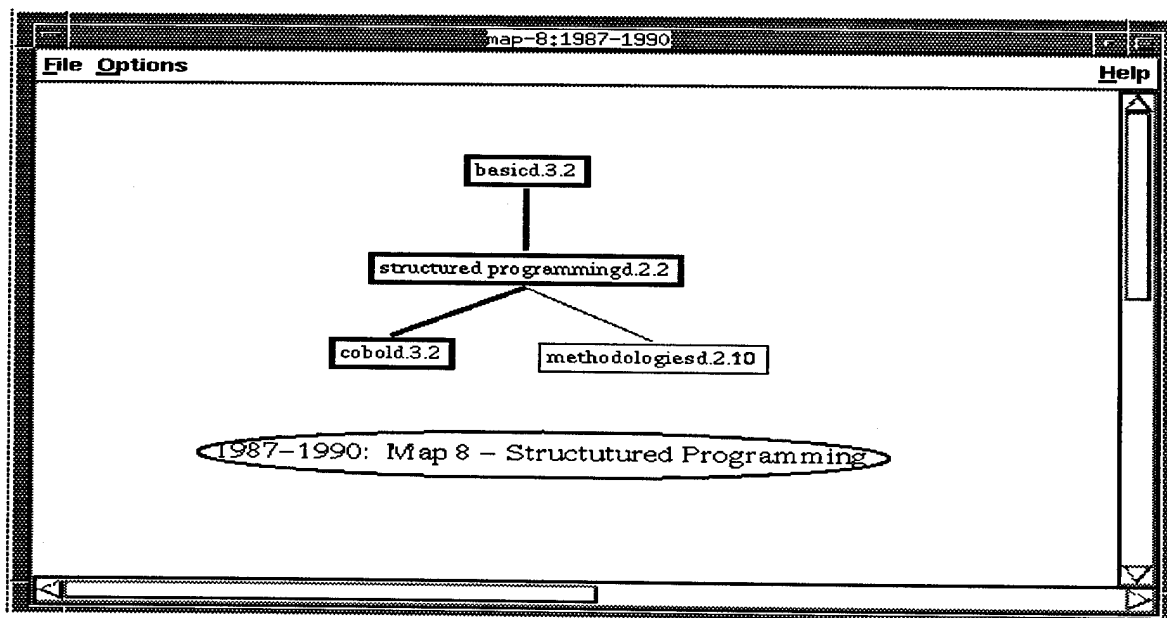 map-8:1987-1990
File Options Help
basicd.3.2
structured programmingd.2.2
cobold.3.2 methodologiesd.2.10
1987-1990: Map 8 - Structutured Programming